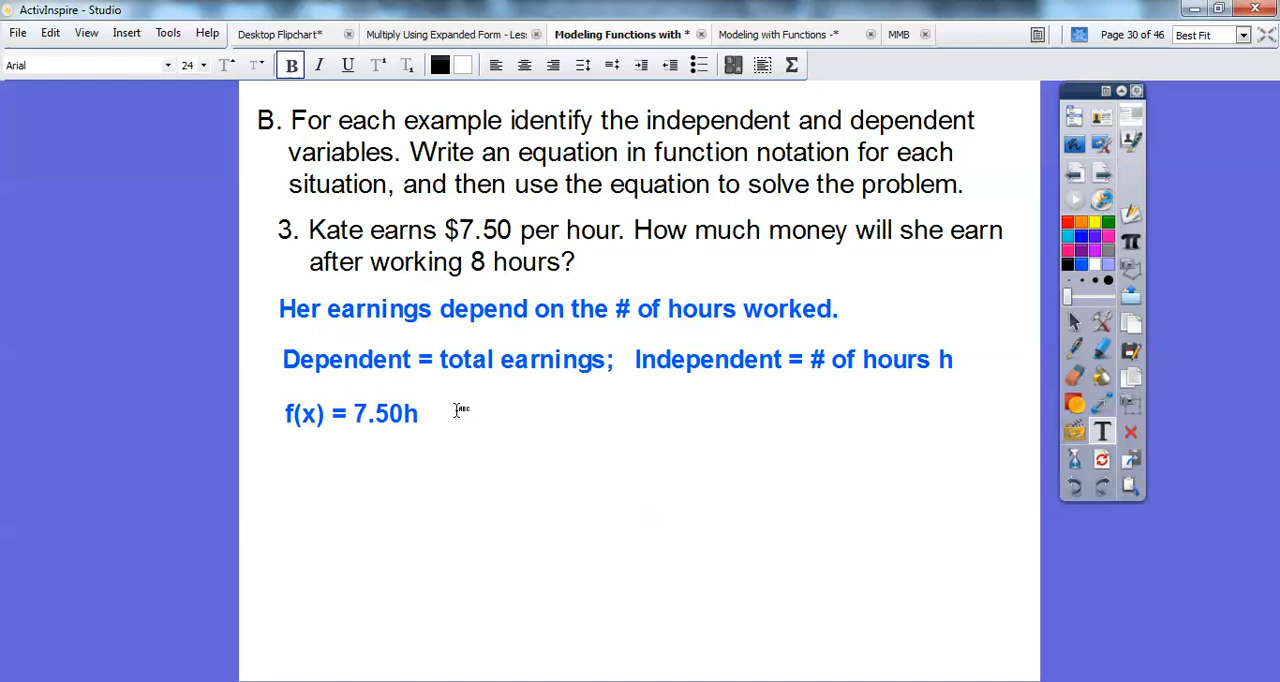 ActivInspire - Studio
File Edit View Insert Tools Help
Desktop Flipchart*
Multiply Using Expanded Form - Les:
Modeling Functions with *
Modeling with Functions -*
MMB
Page 30 of 46
Best Fit
Arial
24
B. For each example identify the independent and dependent
variables. Write an equation in function notation for each
situation, and then use the equation to solve the problem.
3. Kate earns $7.50 per hour. How much money will she earn
after working 8 hours?
Her earnings depend on the # of hours worked.
Dependent = total earnings; Independent = # of hours h
f(x) = 7.50h